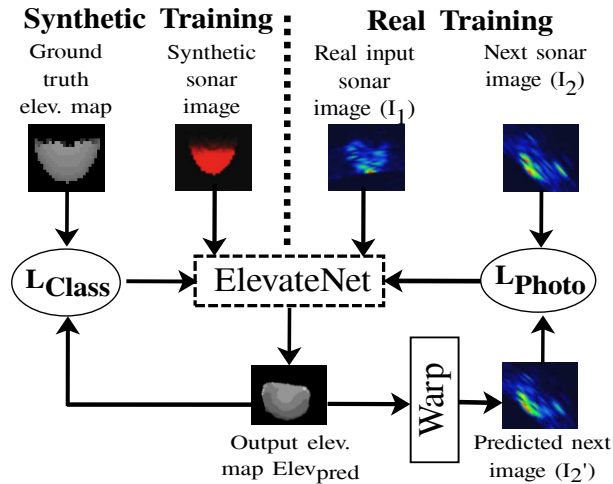 Synthetic Training
Real Training
Ground
truth
elev. map
Synthetic
sonar
image
Real input
sonar
image (I1)
Next sonar
image (I2)
LClass
ElevateNet
LPhoto
Warp
Output elev.
map Elevpred
Predicted next
image (I2')